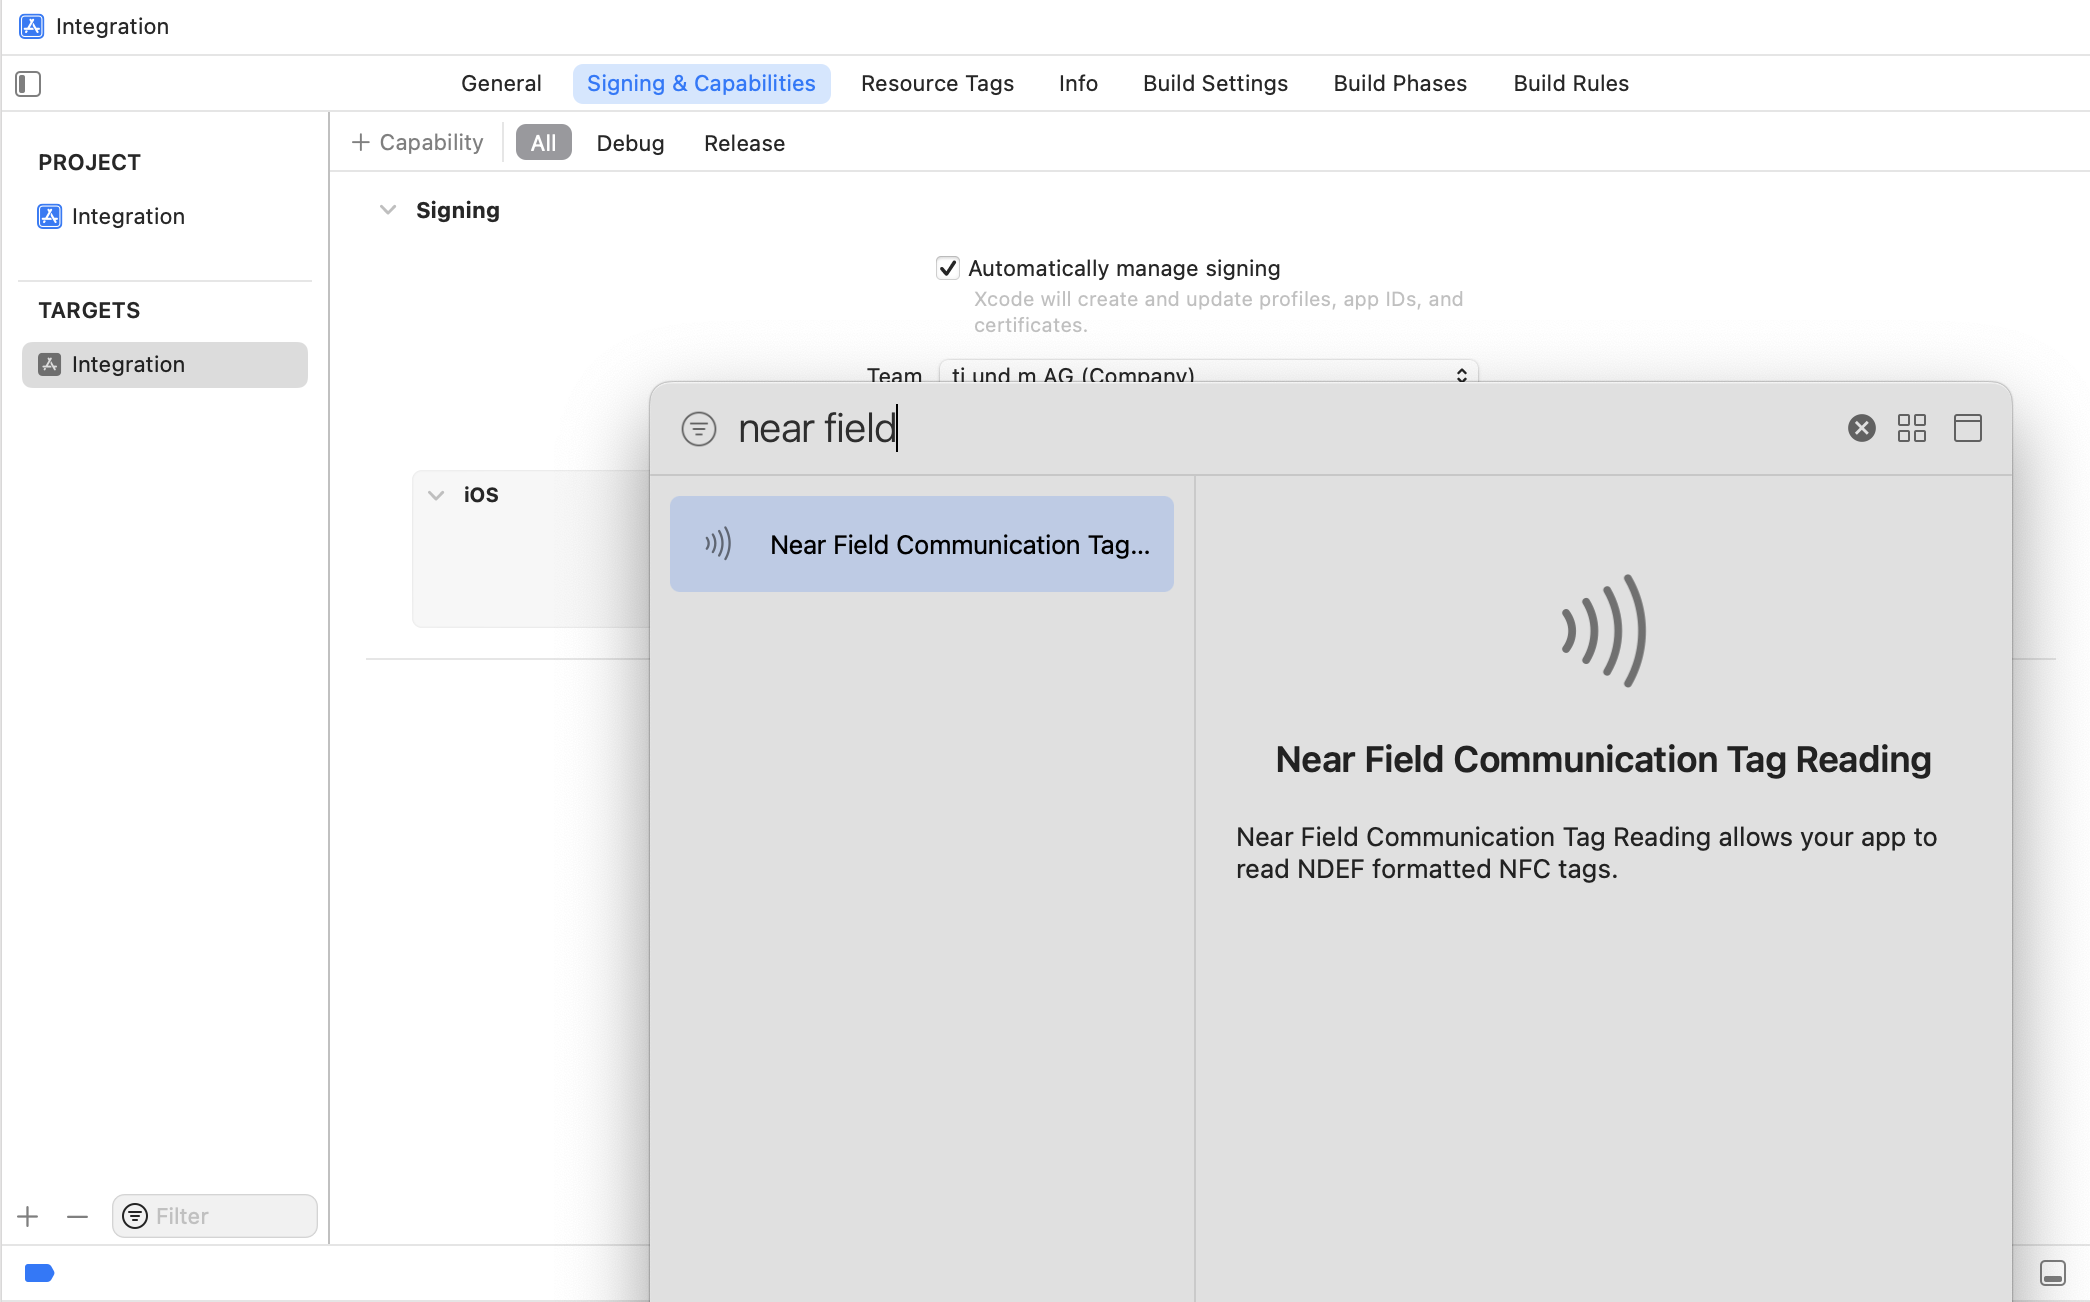 Integration
General Signing & Capabilities Resource Tags Info Build Settings Build Phases Build Rules
PROJECT
Integration
TARGETS
Integration
+ Capability All Debug Release
Signing
Automatically manage signing
Xcode will create and update profiles, app IDs, and
certificates.
Team ti und m AG (Company)
iOS
near field
Near Field Communication Tag...
Near Field Communication Tag Reading
Near Field Communication Tag Reading allows your app to
read NDEF formatted NFC tags.
Filter